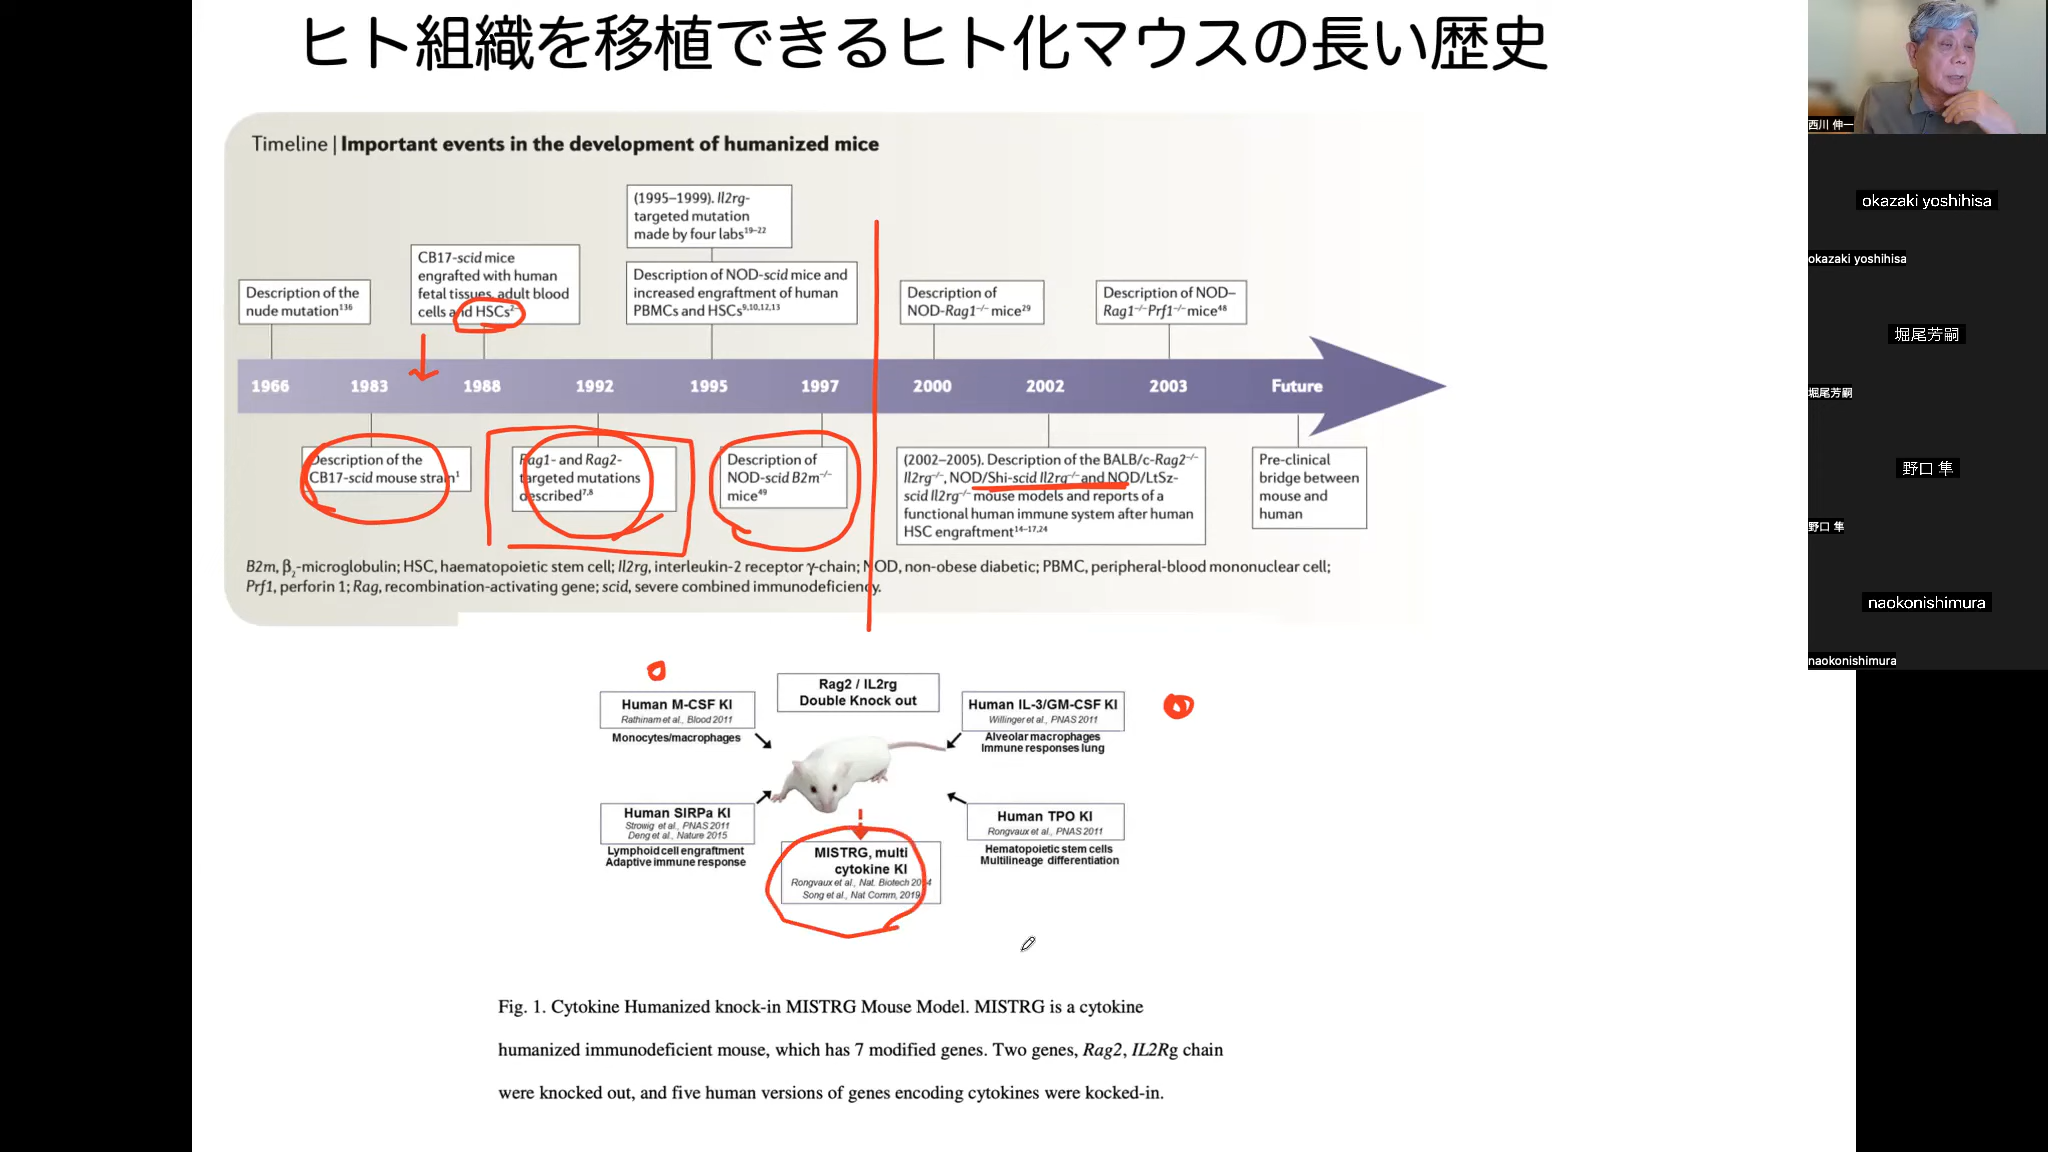 ヒト組織を移植できるヒト化マウスの長い歴史
Timeline | Important events in the development of humanized mice
(1995–1999). Il2rg-
targeted mutation
made by four labs19–22
CB17-scid mice
engrafted with human
fetal tissues, adult blood
cells and HSCs2–
Description of NOD-scid mice and
increased engraftment of human
PBMCs and HSCs9,10,12,13
Description of the
nude mutation136
Description of
NOD-Rag1–/– mice29
Description of NOD–
Rag1–/–Prf1–/– mice48
1966 1983 1988 1992 1995 1997 2000 2002 2003 Future
Description of the
CB17-scid mouse strain1
Rag1- and Rag2-
targeted mutations
described7,8
Description of
NOD-scid B2m–/–
mice49
(2002–2005). Description of the BALB/c-Rag2–/–
Il2rg–/–, NOD/Shi-scid Il2rg–/– and NOD/LtSz-
scid Il2rg–/– mouse models and reports of a
functional human immune system after human
HSC engraftment14–17,24
Pre-clinical
bridge between
mouse and
human
B2m, β2-microglobulin; HSC, haematopoietic stem cell; Il2rg, interleukin-2 receptor γ-chain; NOD, non-obese diabetic; PBMC, peripheral-blood mononuclear cell;
Prf1, perforin 1; Rag, recombination-activating gene; scid, severe combined immunodeficiency.
Rag2 / IL2rg
Double Knock out
Human M-CSF KI
Rathinam et al., Blood 2011
Monocytes/macrophages
Human IL-3/GM-CSF KI
Willinger et al., PNAS 2011
Alveolar macrophages
Immune responses lung
Human SIRPa KI
Strowig et al., PNAS 2011
Deng et al., Nature 2015
Lymphoid cell engraftment
Adaptive immune response
Human TPO KI
Rongvaux et al., PNAS 2011
Hematopoietic stem cells
Multilineage differentiation
MISTRG, multi
cytokine KI
Rongvaux et al., Nat. Biotech 2014
Song et al., Nat Comm, 2019
Fig. 1. Cytokine Humanized knock-in MISTRG Mouse Model. MISTRG is a cytokine
humanized immunodeficient mouse, which has 7 modified genes. Two genes, Rag2, IL2Rg chain
were knocked out, and five human versions of genes encoding cytokines were kocked-in.
西川 伸一
okazaki yoshihisa
okazaki yoshihisa
堀尾芳嗣
堀尾芳嗣
野口 隼
野口 隼
naokonishimura
naokonishimura